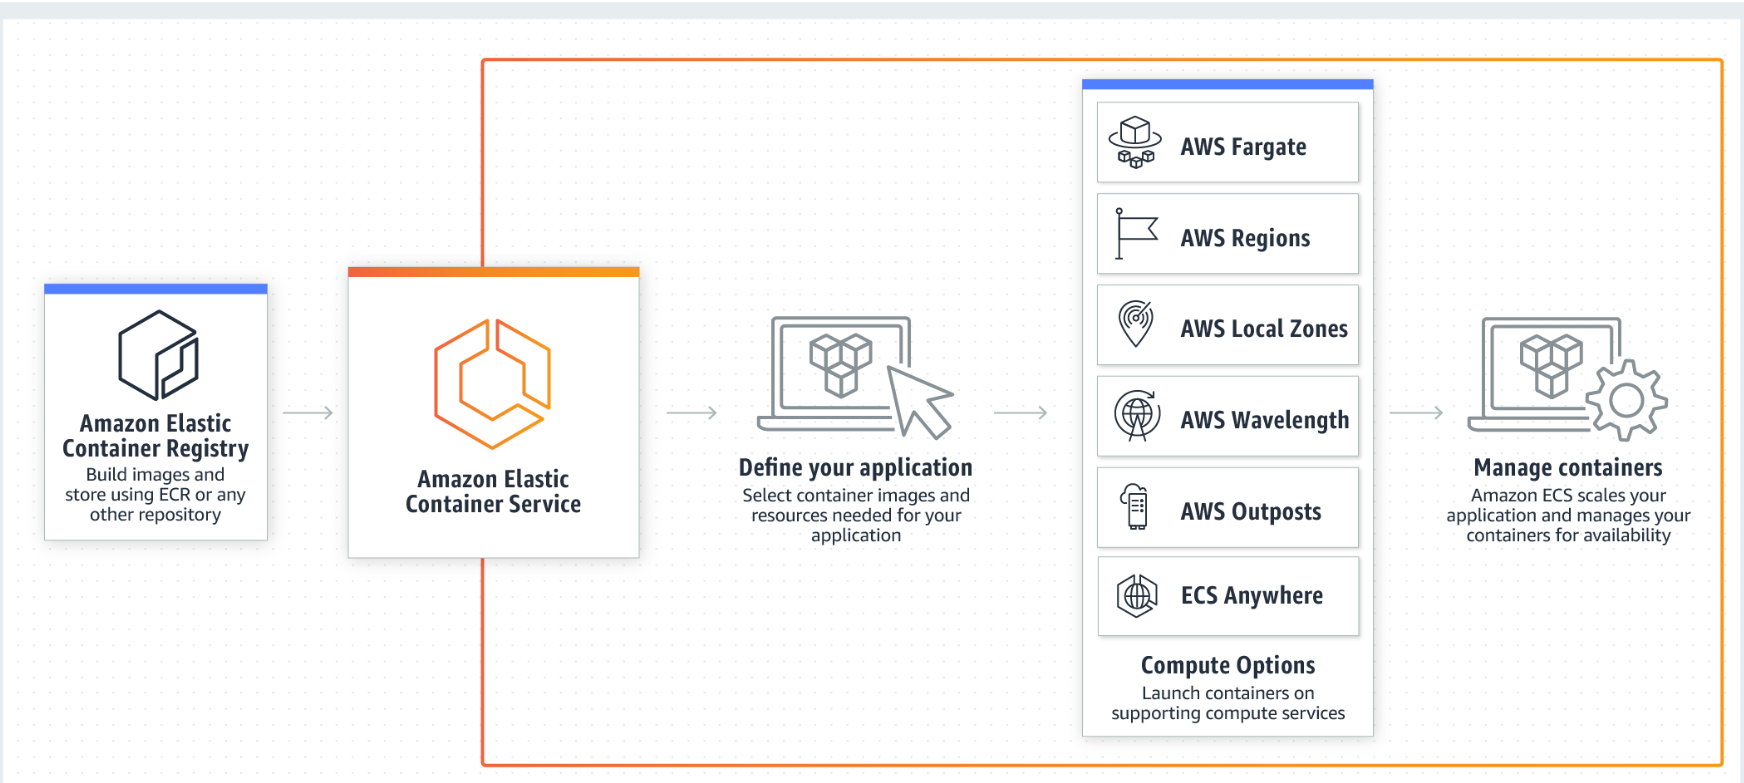 Amazon Elastic
Container Registry
Build images and
store using ECR or any
other repository
Amazon Elastic
Container Service
Define your application
Select container images and
resources needed for your
application
AWS Fargate
AWS Regions
AWS Local Zones
AWS Wavelength
AWS Outposts
ECS Anywhere
Compute Options
Launch containers on
supporting compute services
Manage containers
Amazon ECS scales your
application and manages your
containers for availability